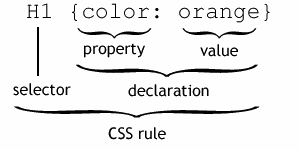 H1 {color: orange}
property value
selector declaration
CSS rule